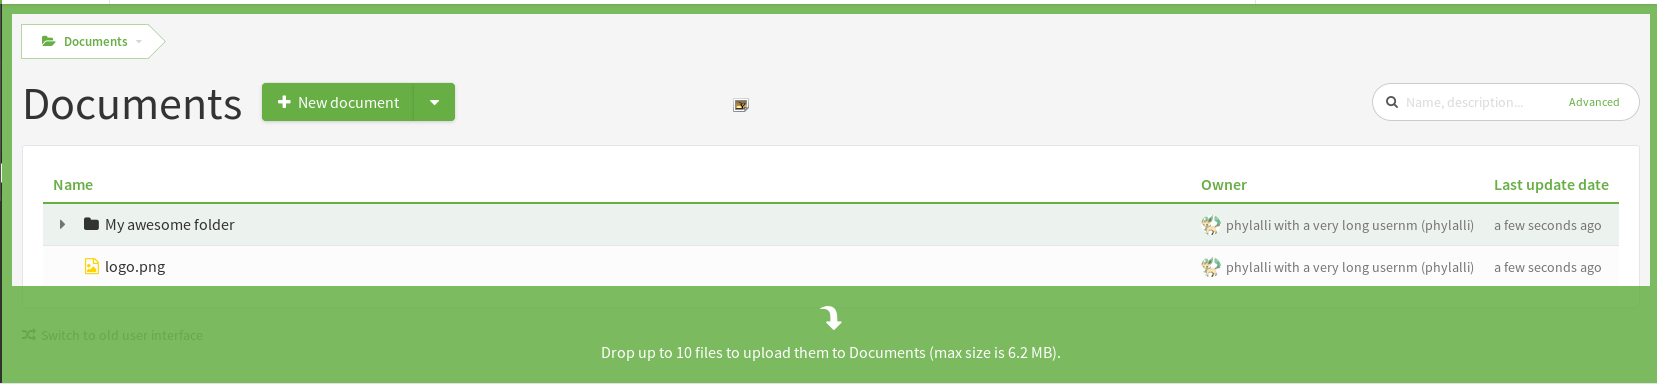 Documents
Documents
New document
Name, description...
Advanced
Name
Owner
Last update date
My awesome folder
phylalli with a very long usernm (phylalli)
a few seconds ago
logo.png
phylalli with a very long usernm (phylalli)
a few seconds ago
Switch to old user interface
Drop up to 10 files to upload them to Documents (max size is 6.2 MB).